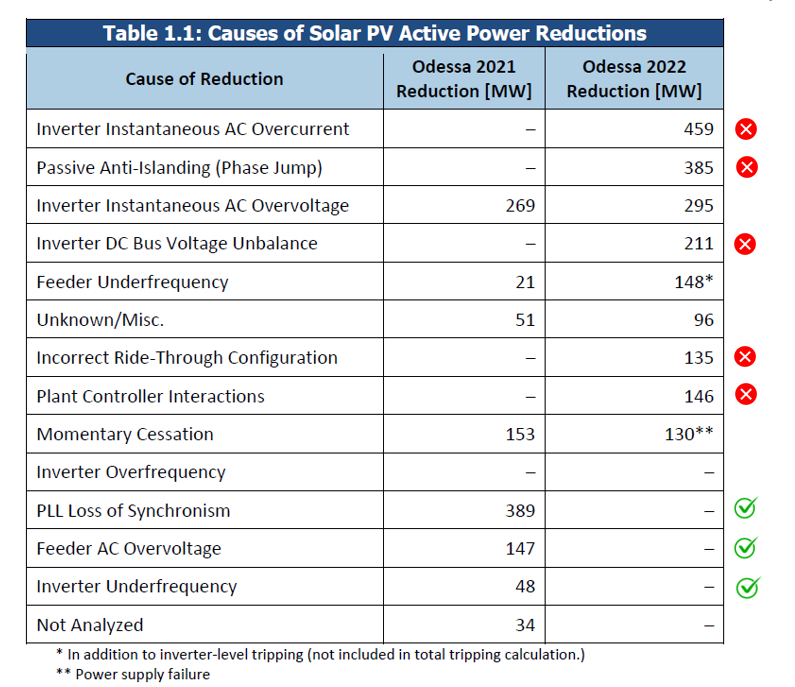 Table 1.1: Causes of Solar PV Active Power Reductions
Cause of Reduction Odessa 2021 Reduction [MW] Odessa 2022 Reduction [MW]
Inverter Instantaneous AC Overcurrent – 459
Passive Anti-Islanding (Phase Jump) – 385
Inverter Instantaneous AC Overvoltage 269 295
Inverter DC Bus Voltage Unbalance – 211
Feeder Underfrequency 21 148*
Unknown/Misc. 51 96
Incorrect Ride-Through Configuration – 135
Plant Controller Interactions – 146
Momentary Cessation 153 130**
Inverter Overfrequency – –
PLL Loss of Synchronism 389 –
Feeder AC Overvoltage 147 –
Inverter Underfrequency 48 –
Not Analyzed 34 –
* In addition to inverter-level tripping (not included in total tripping calculation.)
** Power supply failure